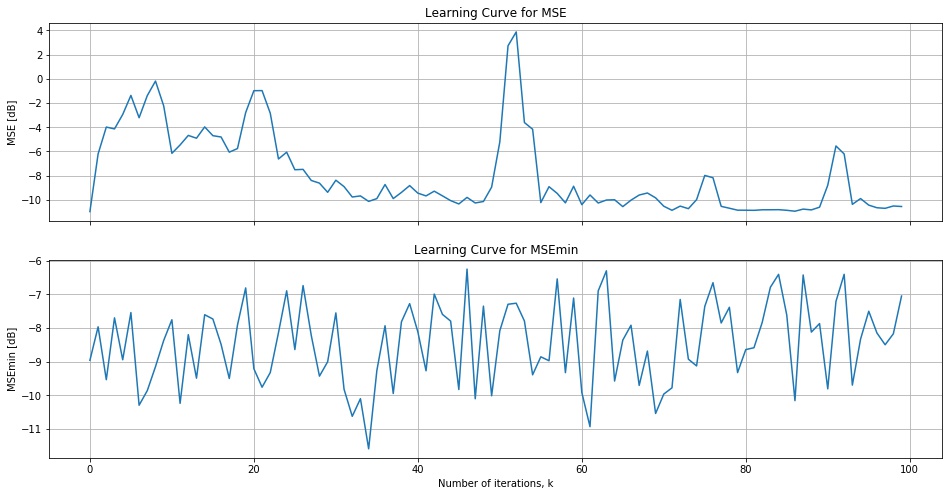 Learning Curve for MSE
MSE [dB]
4
2
0
−2
−4
−6
−8
−10
Learning Curve for MSEmin
MSEmin [dB]
−6
−7
−8
−9
−10
−11
0 20 40 60 80 100
Number of iterations, k